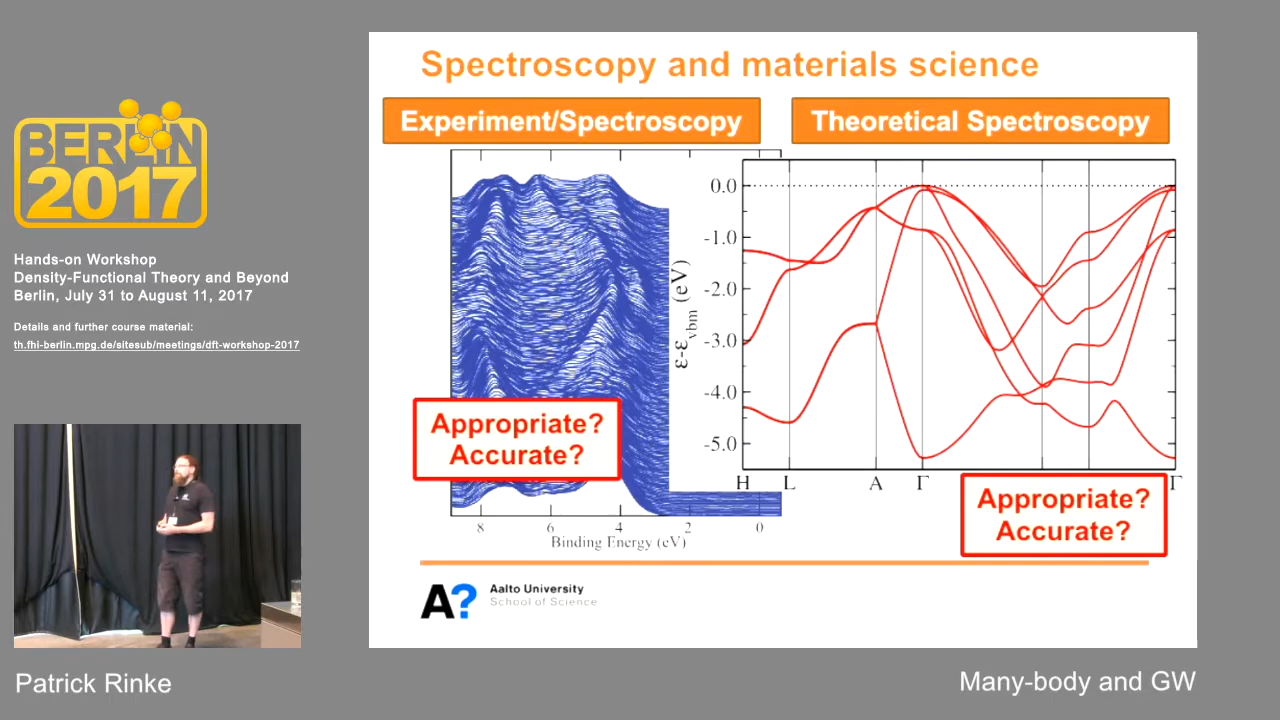 BERLIN
2017
Hands-on Workshop
Density-Functional Theory and Beyond
Berlin, July 31 to August 11, 2017
Details and further course material:
th.fhi-berlin.mpg.de/sitesub/meetings/dft-workshop-2017
Patrick Rinke
Spectroscopy and materials science
Experiment/Spectroscopy
Theoretical Spectroscopy
8 6 4 2 0
Binding Energy (eV)
ε-εvbm (eV)
0.0
-1.0
-2.0
-3.0
-4.0
-5.0
H L A Γ Γ
Appropriate?
Accurate?
Appropriate?
Accurate?
A?
Aalto University
School of Science
Many-body and GW